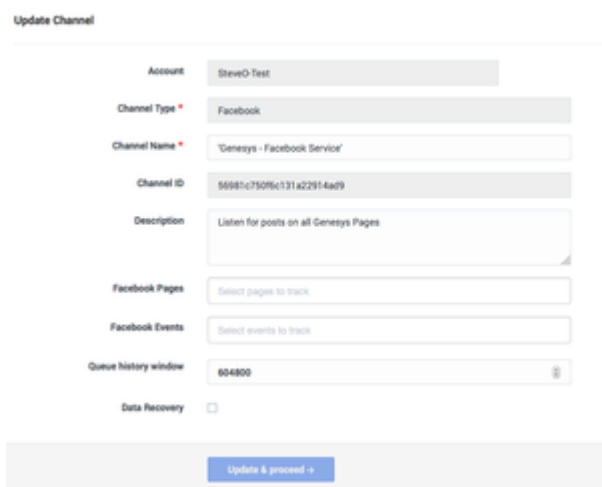 Update Channel
Account SteveO-Test
Channel Type * Facebook
Channel Name * 'Genesys - Facebook Service'
Channel ID 56981c750f6c131a22914ad9
Description Listen for posts on all Genesys Pages
Facebook Pages Select pages to track
Facebook Events Select events to track
Queue history window 604800
Data Recovery
Update & proceed →